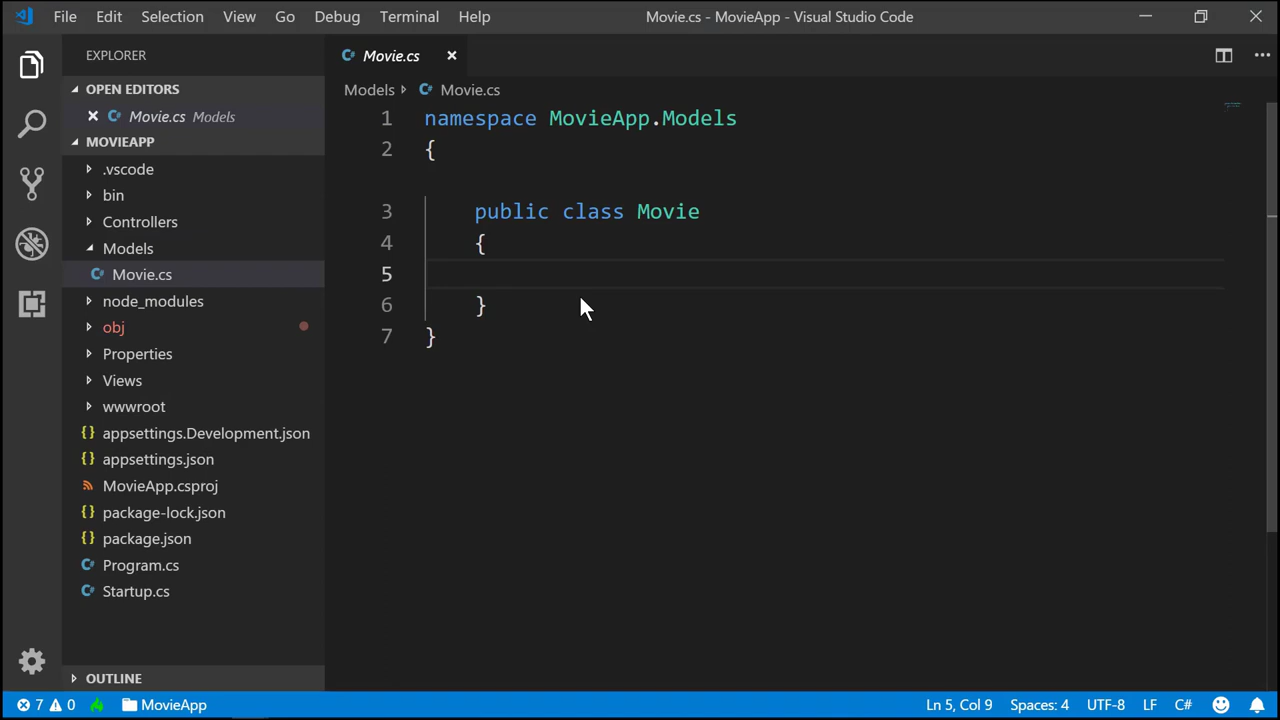 File Edit Selection View Go Debug Terminal Help Movie.cs - MovieApp - Visual Studio Code
EXPLORER
OPEN EDITORS
Movie.cs Models
MOVIEAPP
.vscode
bin
Controllers
Models
C# Movie.cs
node_modules
obj
Properties
Views
wwwroot
{} appsettings.Development.json
{} appsettings.json
MovieApp.csproj
{} package-lock.json
{} package.json
C# Program.cs
C# Startup.cs
OUTLINE
C# Movie.cs
Models C# Movie.cs
1 namespace MovieApp.Models
2 {
3 public class Movie
4 {
5
6 }
7 }
7 0 MovieApp Ln 5, Col 9 Spaces: 4 UTF-8 LF C#